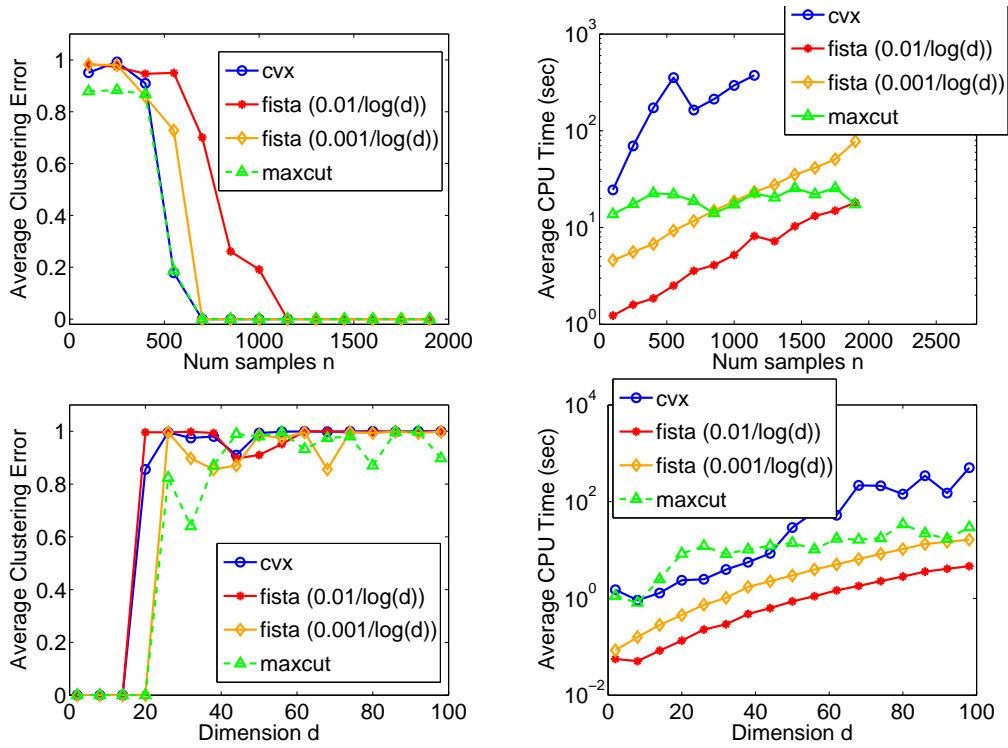 Average Clustering Error
1
0.8
0.6
0.4
0.2
0
0 500 1000 1500 2000
Num samples n
cvx
fista (0.01/log(d))
fista (0.001/log(d))
maxcut
Average CPU Time (sec)
10^3
10^2
10^1
10^0
0 500 1000 1500 2000 2500
Num samples n
cvx
fista (0.01/log(d))
fista (0.001/log(d))
maxcut
Average Clustering Error
1
0.8
0.6
0.4
0.2
0
0 20 40 60 80 100
Dimension d
cvx
fista (0.01/log(d))
fista (0.001/log(d))
maxcut
Average CPU Time (sec)
10^4
10^2
10^0
10^−2
0 20 40 60 80 100
Dimension d
cvx
fista (0.01/log(d))
fista (0.001/log(d))
maxcut